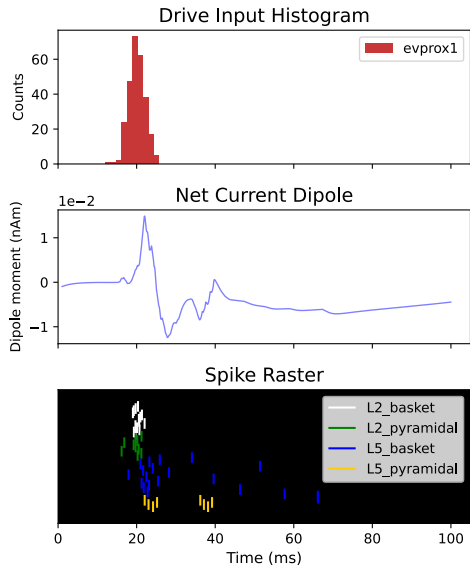 Drive Input Histogram
evprox1
60
40
20
0
Counts
Net Current Dipole
1e−2
1
0
−1
Dipole moment (nAm)
Spike Raster
L2_basket
L2_pyramidal
L5_basket
L5_pyramidal
0 20 40 60 80 100
Time (ms)